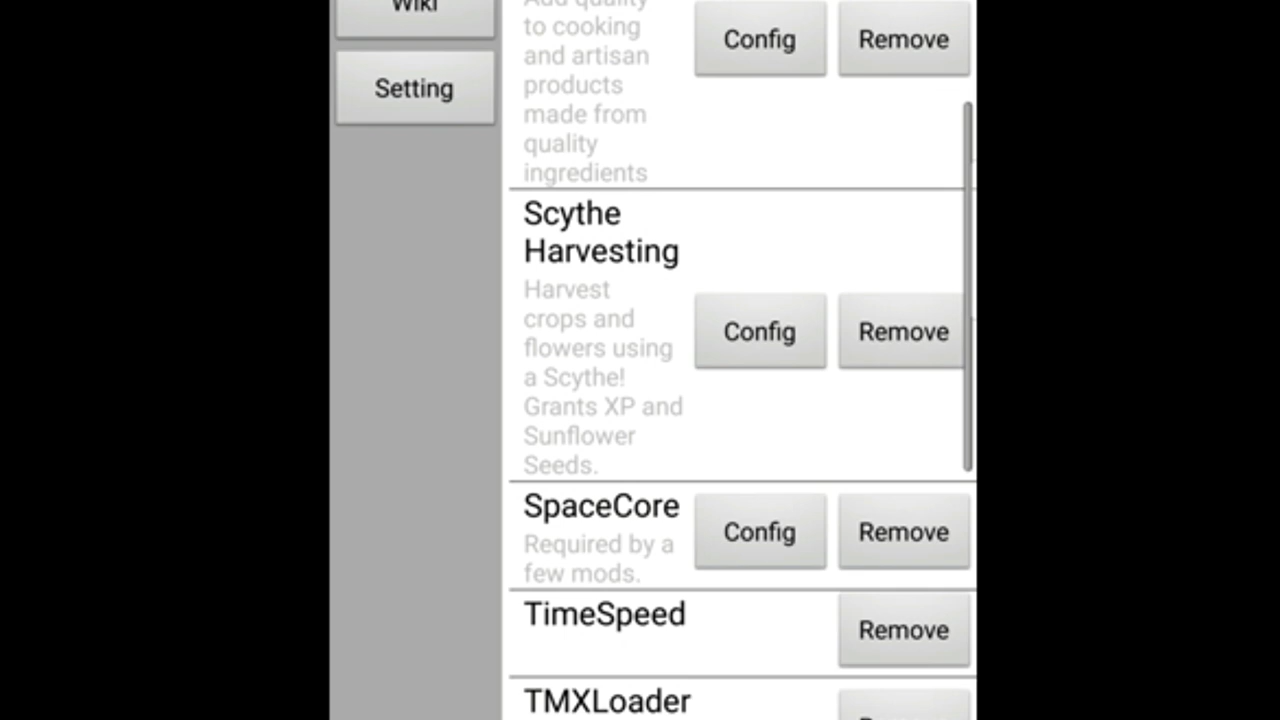 Wiki
Setting
Add quality
to cooking
and artisan
products
made from
quality
ingredients
Config
Remove
Scythe
Harvesting
Harvest
crops and
flowers using
a Scythe!
Grants XP and
Sunflower
Seeds.
Config
Remove
SpaceCore
Required by a
few mods.
Config
Remove
TimeSpeed
Remove
TMXLoader